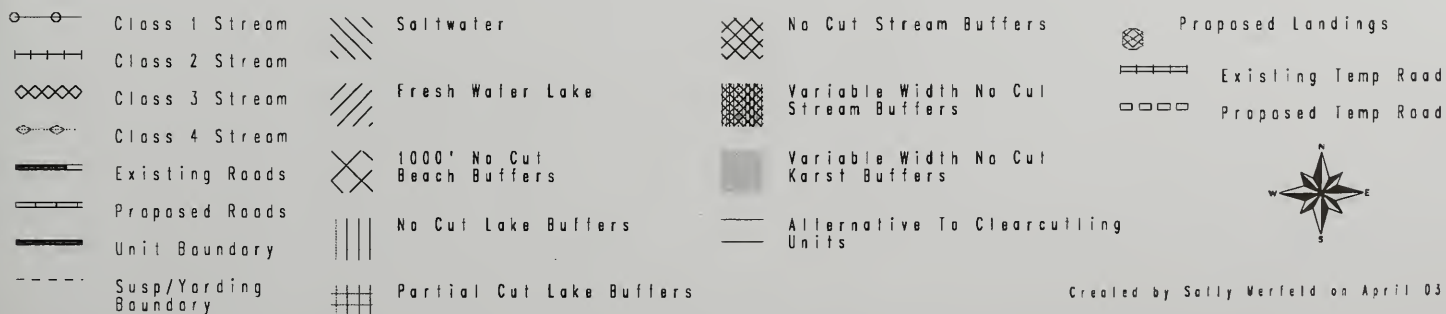 Class 1 Stream
Class 2 Stream
Class 3 Stream
Class 4 Stream
Existing Roads
Proposed Roads
Unit Boundary
Susp/Yarding
Boundary
Saltwater
Fresh Water Lake
1000' No Cut
Beach Buffers
No Cut Lake Buffers
Partial Cut Lake Buffers
No Cut Stream Buffers
Variable Width No Cut
Stream Buffers
Variable Width No Cut
Karst Buffers
Alternative To Clearcutting
Units
Proposed Landings
Existing Temp Road
Proposed Temp Road
N
W E
S
Created by Sally Werfeld on April 03